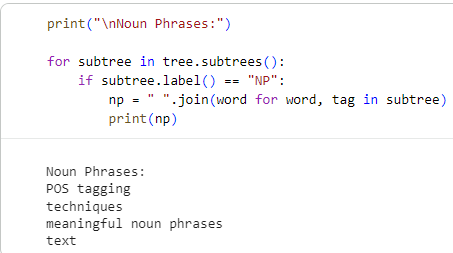 print("\nNoun Phrases:")
for subtree in tree.subtrees():
    if subtree.label() == "NP":
        np = " ".join(word for word, tag in subtree)
        print(np)
Noun Phrases:
POS tagging
techniques
meaningful noun phrases
text